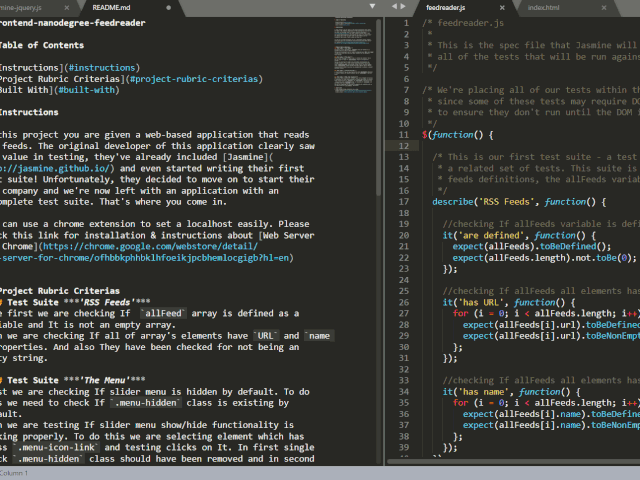 mine-jquery.js
README.md
rontend-nanodegree-feedreader
Table of Contents
Instructions](#instructions)
Project Rubric Criterias](#project-rubric-criterias)
Built With](#built-with)
Instructions
this project you are given a web-based application that reads
feeds. The original developer of this application clearly saw
value in testing, they've already included [Jasmine](
://jasmine.github.io/) and even started writing their first
t suite! Unfortunately, they decided to move on to start their
company and we're now left with an application with an
omplete test suite. That's where you come in.
can use a chrome extension to set a localhost easily. Please
ck this link for installation & instructions about [Web Server
Chrome](https://chrome.google.com/webstore/detail/
-server-for-chrome/ofhbbkphhbklhfoeikjpcbhemlocgigb?hl=en)
Project Rubric Criterias
Test Suite ***'RSS Feeds'***
e first we are checking If `allFeed` array is defined as a
iable and It is not an empty array.
n we are checking If all of array's elements have `URL` and `name
roperties. And also They have been checked for not being an
ty string.
Test Suite ***'The Menu'***
st we are checking If slider menu is hidden by default. To do
s we need to check If `.menu-hidden` class is existing by
ault.
n we are testing If slider menu show/hide functionality is
king properly. To do this we are selecting element which has
ss `.menu-icon-link` and testing clicks on It. In first single
ck `.menu-hidden` class should have been removed and in second
Column 1
feedreader.js
index.html
1 /* feedreader.js
2 *
3 * This is the spec file that Jasmine will
4 * all of the tests that will be run agains
5 */
6
7 /* We're placing all of our tests within th
8 * since some of these tests may require DO
9 * to ensure they don't run until the DOM i
10 */
11 $(function() {
12
13 /* This is our first test suite - a test
14 * a related set of tests. This suite is
15 * feeds definitions, the allFeeds variab
16 */
17 describe('RSS Feeds', function() {
18
19 //checking If allFeeds variable is defi
20 it('are defined', function() {
21 expect(allFeeds).toBeDefined();
22 expect(allFeeds.length).not.toBe(0);
23 });
24
25 //checking If allFeeds all elements has
26 it('has URL', function() {
27 for (i = 0; i < allFeeds.length; i++)
28 expect(allFeeds[i].url).toBeDefined
29 expect(allFeeds[i].url).toBeNonEmpt
30 };
31 });
32
33 //checking If allFeeds all elements has
34 it('has name', function() {
35 for (i = 0; i < allFeeds.length; i++)
36 expect(allFeeds[i].name).toBeDefine
37 expect(allFeeds[i].name).toBeNonEmp
38 };
39 });
40 })